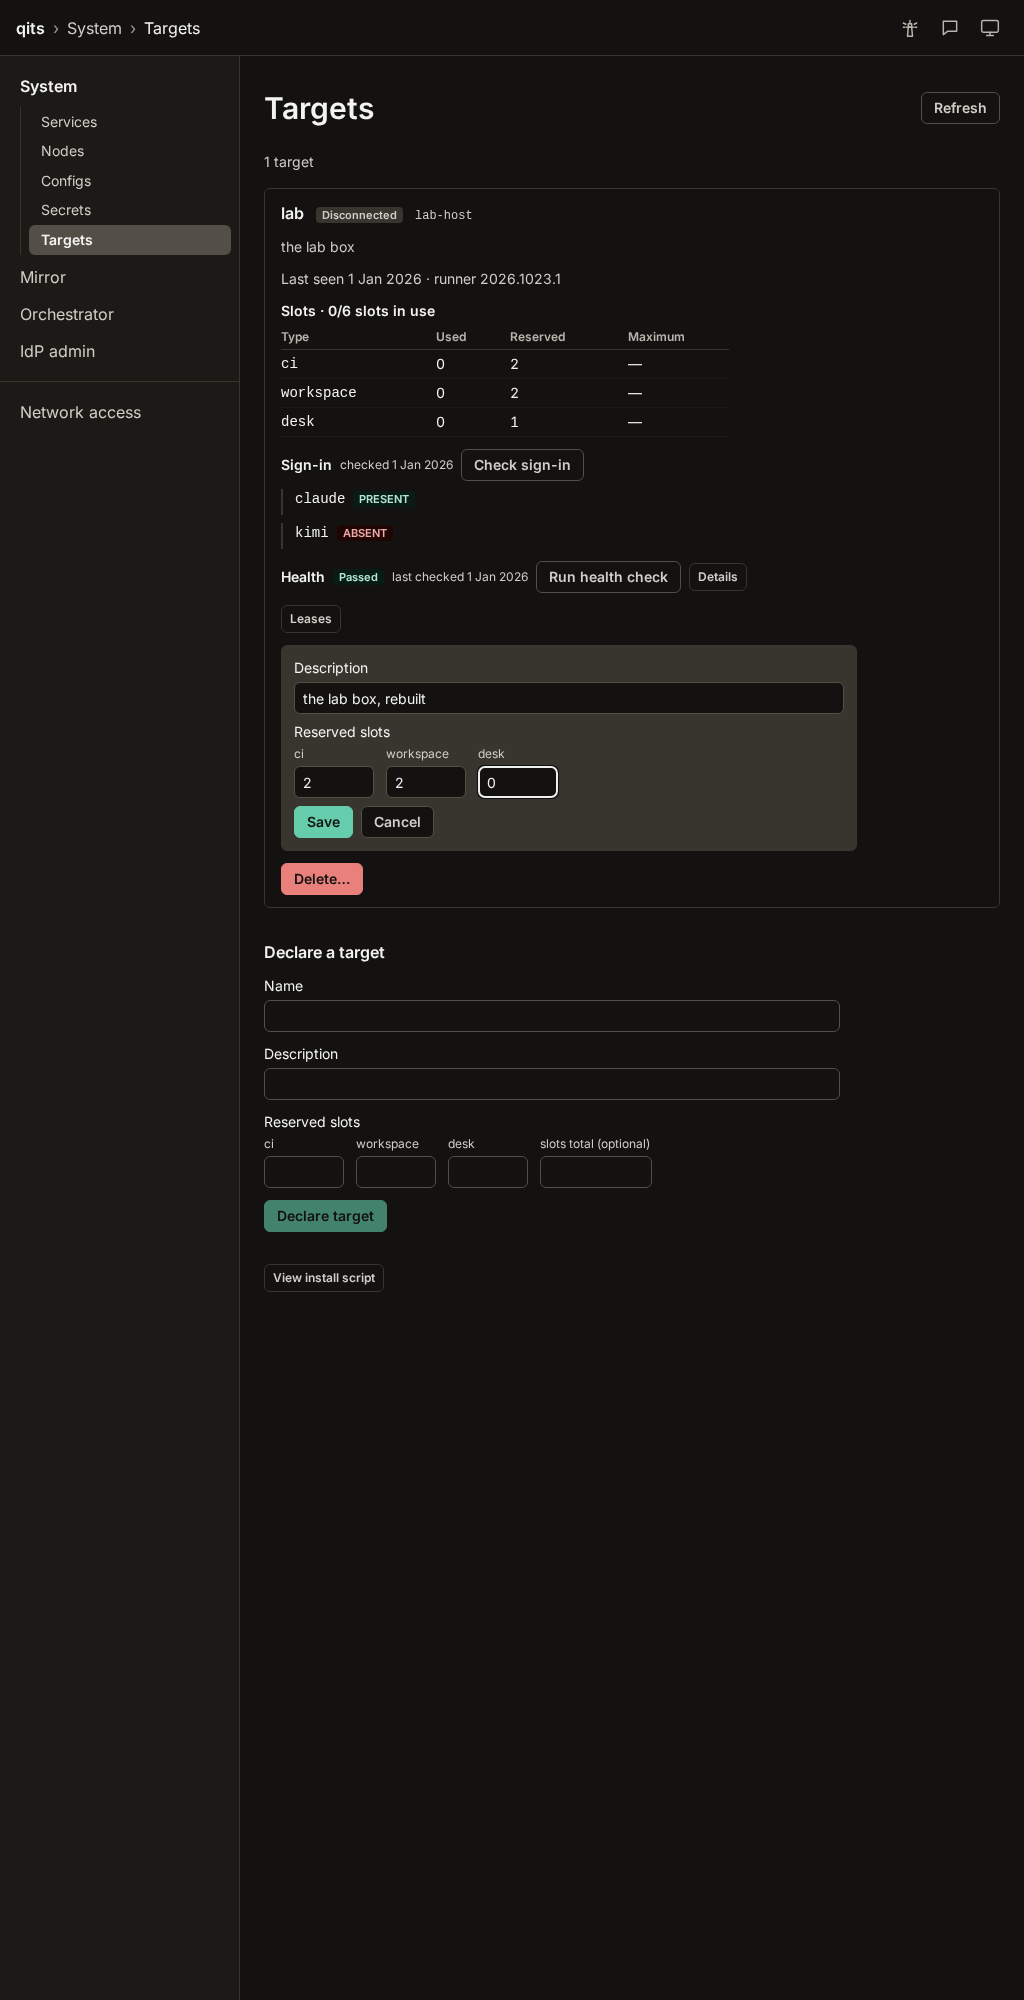 qits › System › Targets
System
Services
Nodes
Configs
Secrets
Targets
Mirror
Orchestrator
IdP admin
Network access
Targets
Refresh
1 target
lab Disconnected lab-host
the lab box
Last seen 1 Jan 2026 · runner 2026.1023.1
Slots · 0/6 slots in use
Type Used Reserved Maximum
ci 0 2 —
workspace 0 2 —
desk 0 1 —
Sign-in checked 1 Jan 2026 Check sign-in
claude PRESENT
kimi ABSENT
Health Passed last checked 1 Jan 2026 Run health check Details
Leases
Description
the lab box, rebuilt
Reserved slots
ci workspace desk
2 2 0
Save Cancel
Delete…
Declare a target
Name
Description
Reserved slots
ci workspace desk slots total (optional)
Declare target
View install script